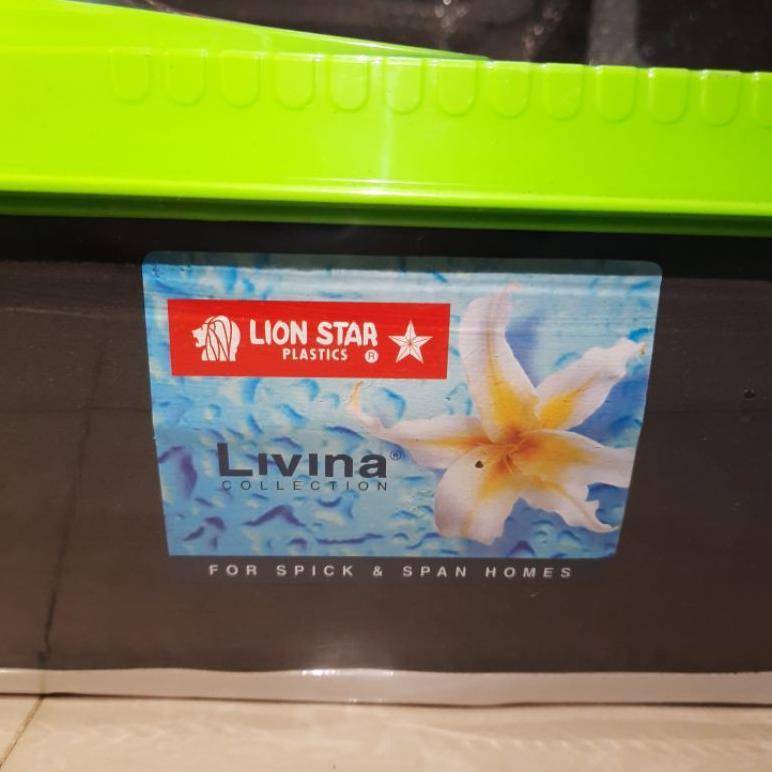 LION STAR
PLASTICS ®
Livina®
COLLECTION
FOR SPICK & SPAN HOMES